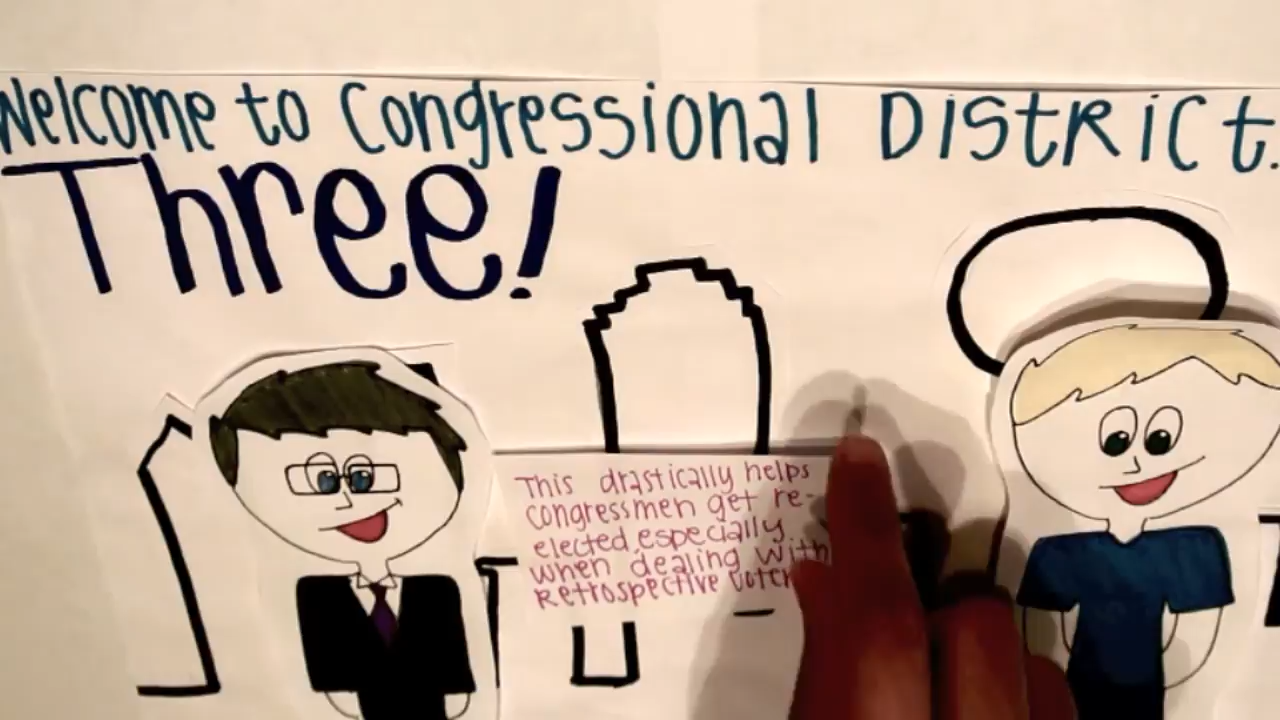 Welcome to Congressional District.
Three!
This drastically helps
congressmen get re-
elected, especially
when dealing with
Retrospective